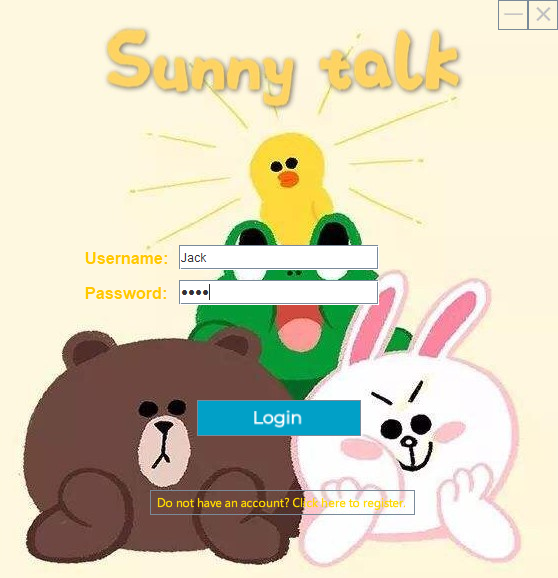 Sunny talk
Username: Jack
Password: ••••
Login
Do not have an account? Click here to register.